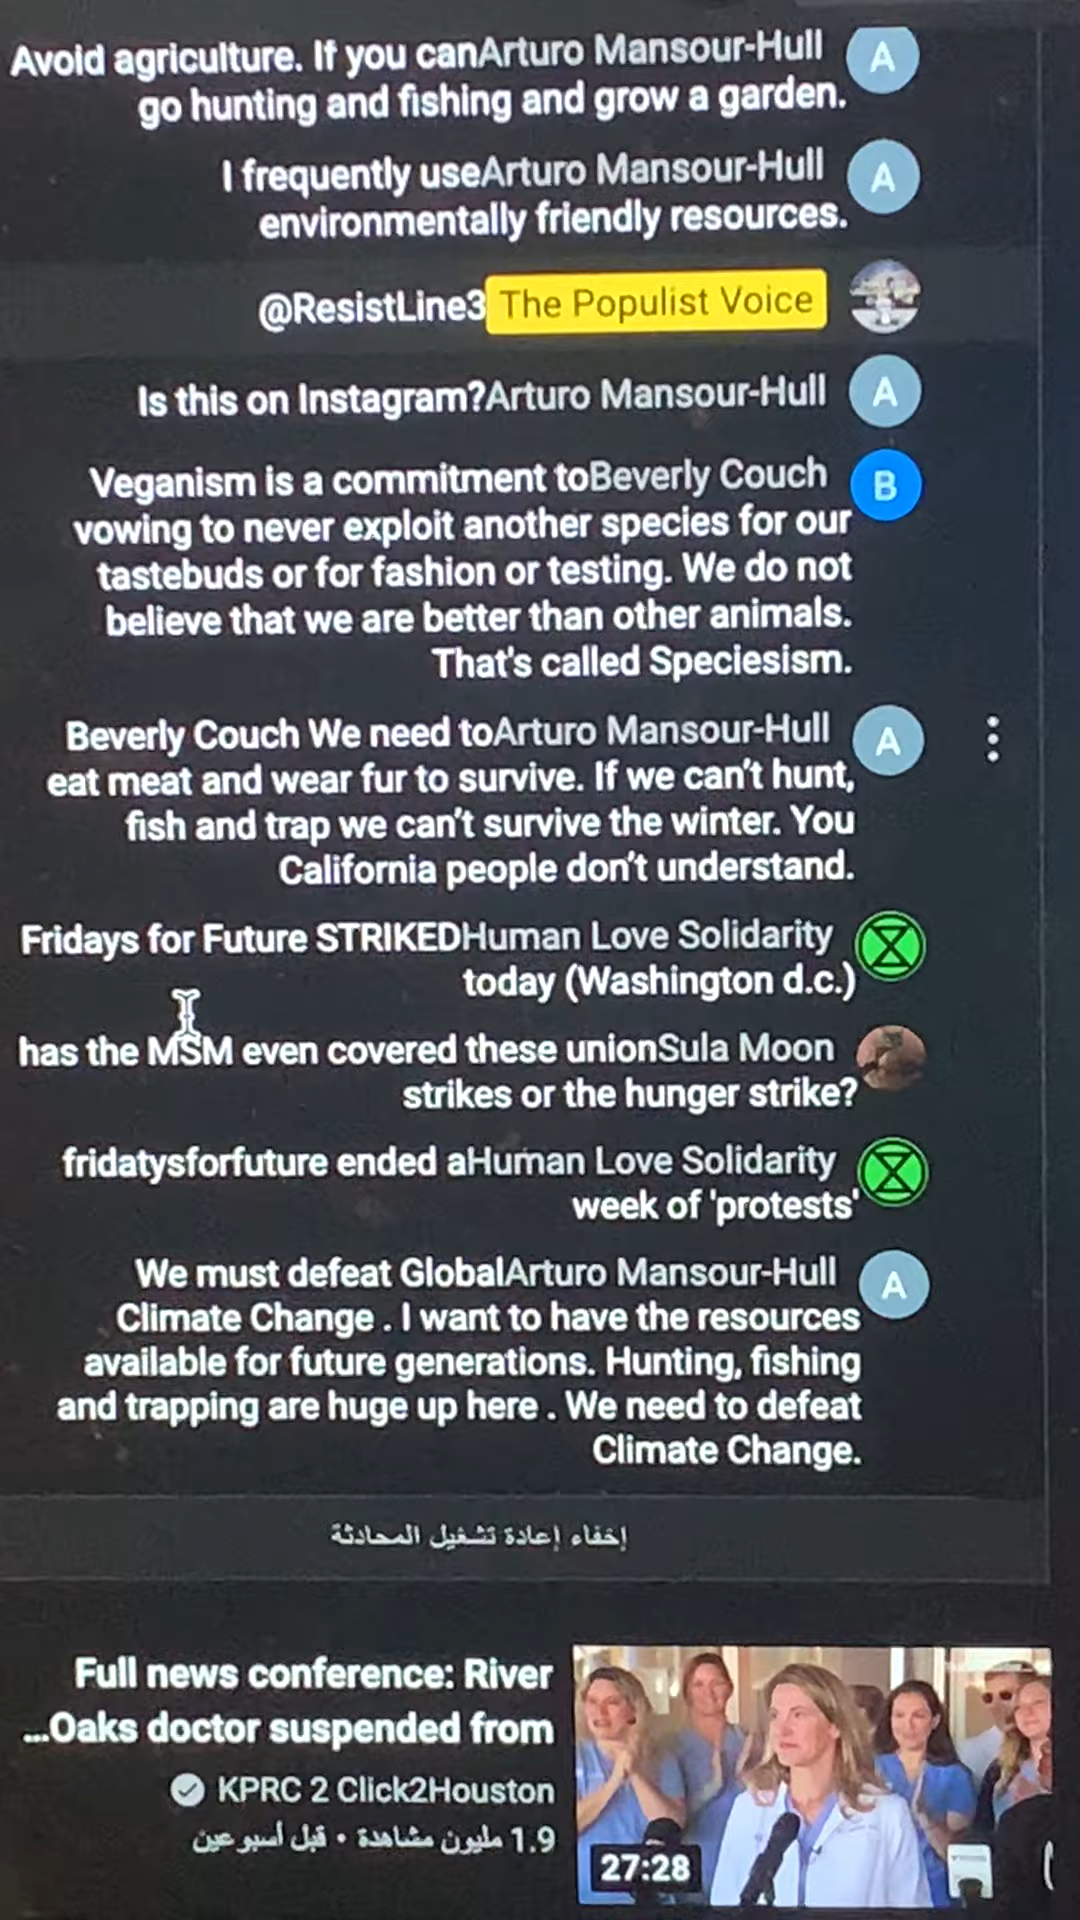 Avoid agriculture. If you canArturo Mansour-Hull
A
go hunting and fishing and grow a garden.
I frequently useArturo Mansour-Hull
A
environmentally friendly resources.
@ResistLine3 The Populist Voice
Is this on Instagram?Arturo Mansour-Hull
A
Veganism is a commitment toBeverly Couch
B
vowing to never exploit another species for our
tastebuds or for fashion or testing. We do not
believe that we are better than other animals.
That's called Speciesism.
Beverly Couch We need toArturo Mansour-Hull
A
eat meat and wear fur to survive. If we can't hunt,
fish and trap we can't survive the winter. You
California people don't understand.
Fridays for Future STRIKEDHuman Love Solidarity
today (Washington d.c.)
has the MSM even covered these unionSula Moon
strikes or the hunger strike?
fridatysforfuture ended aHuman Love Solidarity
week of 'protests'
We must defeat GlobalArturo Mansour-Hull
A
Climate Change . I want to have the resources
available for future generations. Hunting, fishing
and trapping are huge up here . We need to defeat
Climate Change.
إخفاء إعادة تشغيل المحادثة
Full news conference: River
...Oaks doctor suspended from
KPRC 2 Click2Houston
1.9 مليون مشاهدة • قبل أسبوعين
27:28